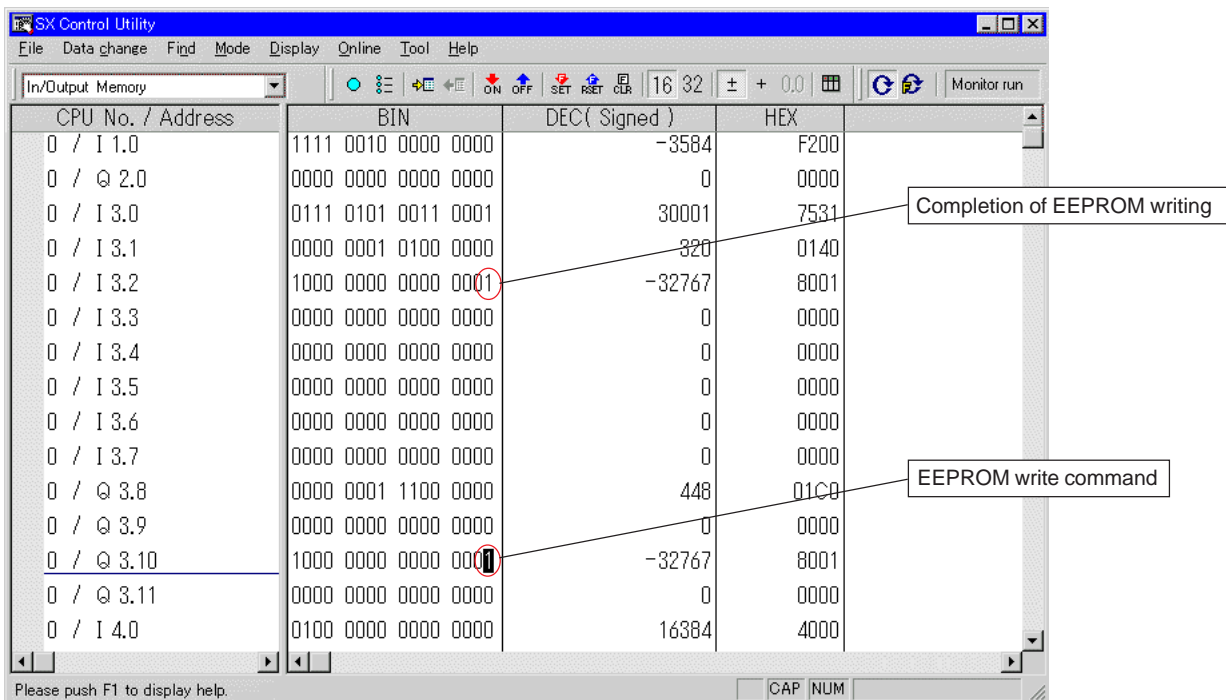 SX Control Utility
File Data change Find Mode Display Online Tool Help
In/Output Memory ON OFF SET RSET CLR 16 32 ± + 0.0 Monitor run
CPU No. / Address BIN DEC( Signed ) HEX
0 / I 1.0 1111 0010 0000 0000 -3584 F200
0 / Q 2.0 0000 0000 0000 0000 0 0000
0 / I 3.0 0111 0101 0011 0001 30001 7531
Completion of EEPROM writing
0 / I 3.1 0000 0001 0100 0000 320 0140
0 / I 3.2 1000 0000 0000 0001 -32767 8001
0 / I 3.3 0000 0000 0000 0000 0 0000
0 / I 3.4 0000 0000 0000 0000 0 0000
0 / I 3.5 0000 0000 0000 0000 0 0000
0 / I 3.6 0000 0000 0000 0000 0 0000
0 / I 3.7 0000 0000 0000 0000 0 0000
EEPROM write command
0 / Q 3.8 0000 0001 1100 0000 448 01C0
0 / Q 3.9 0000 0000 0000 0000 0 0000
0 / Q 3.10 1000 0000 0000 0001 -32767 8001
0 / Q 3.11 0000 0000 0000 0000 0 0000
0 / I 4.0 0100 0000 0000 0000 16384 4000
Please push F1 to display help. CAP NUM